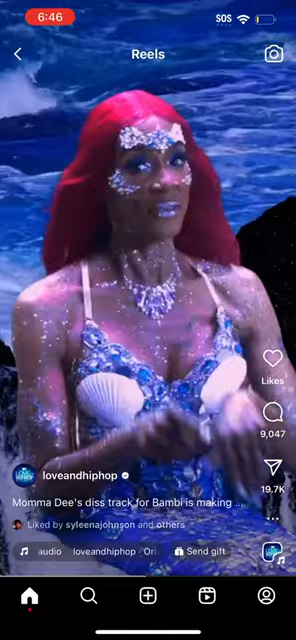 6:46
SOS
Reels
Likes
9,047
19.7K
loveandhiphop
Momma Dee's diss track for Bambi is making ...
Liked by syleenajohnson and others
audio loveandhiphop · Ori
Send gift